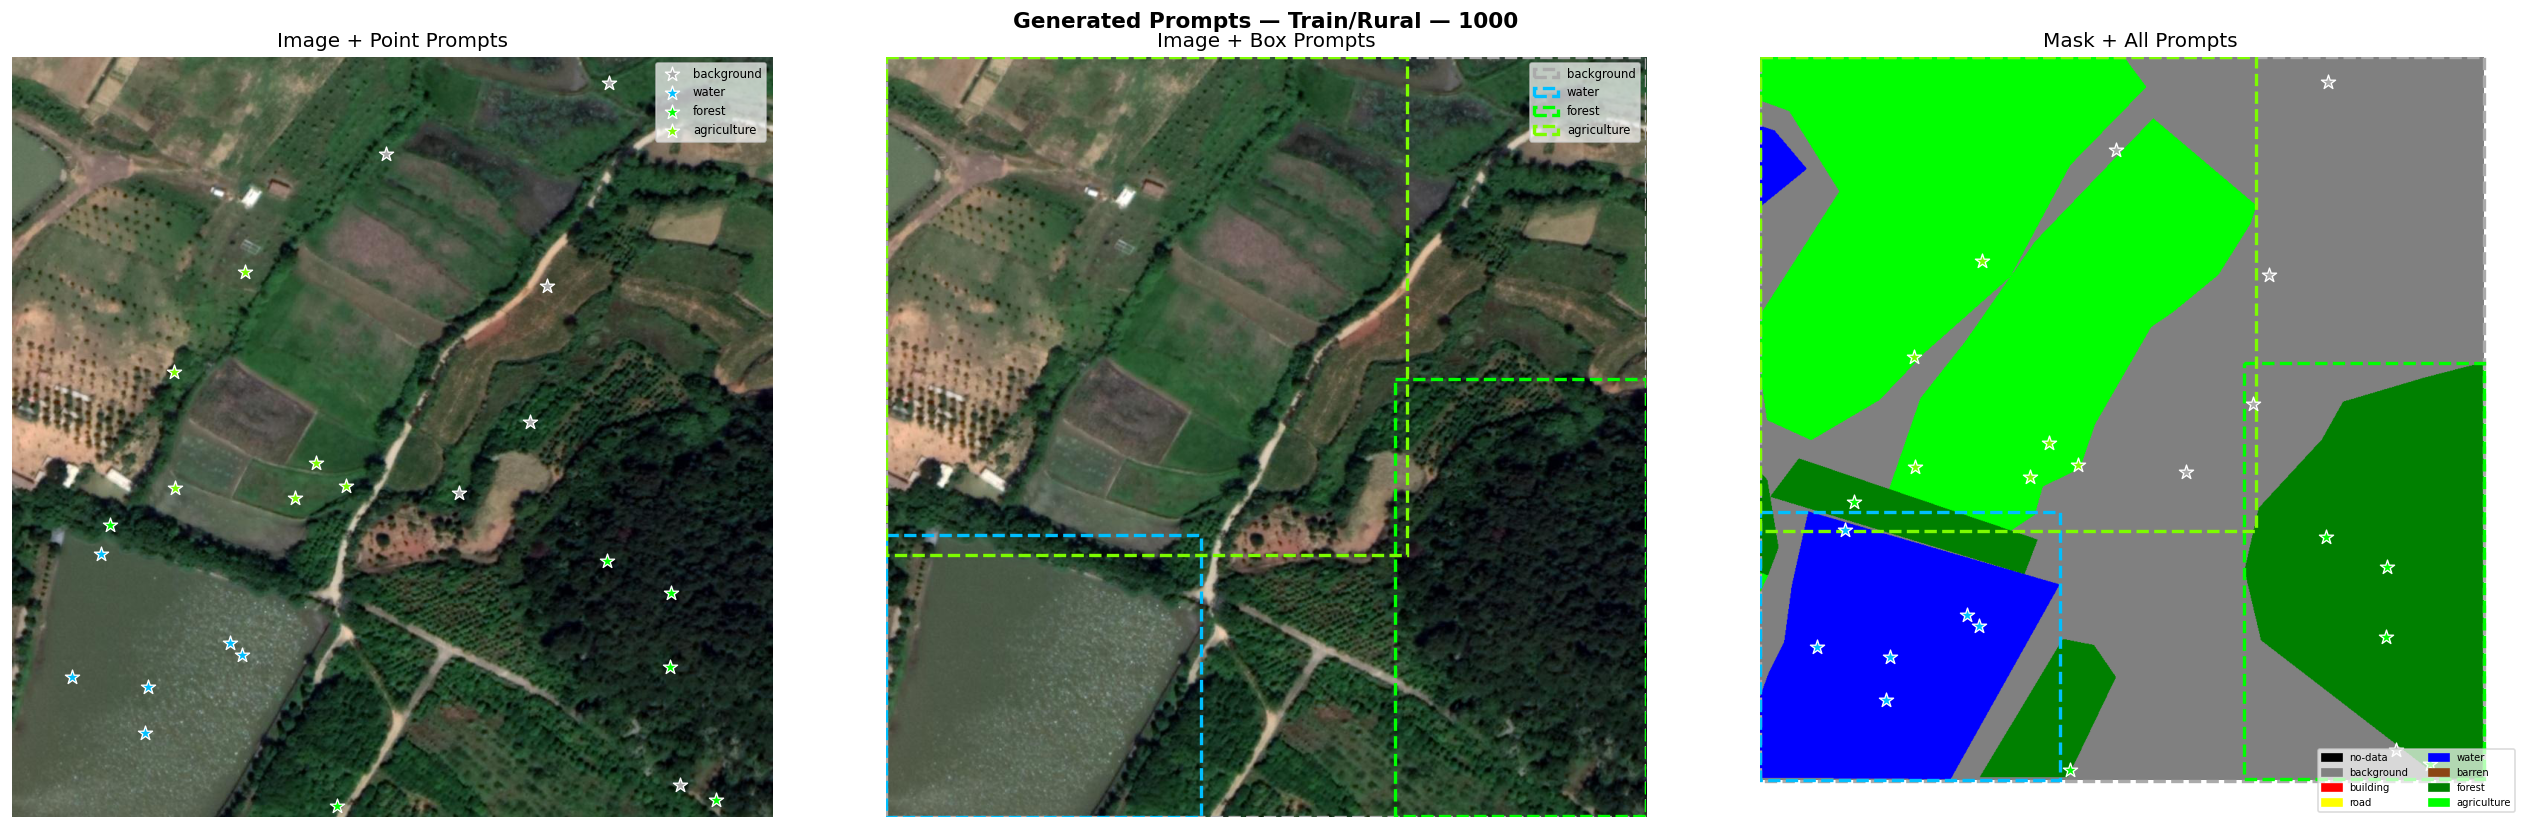 Generated Prompts — Train/Rural — 1000
Image + Point Prompts
Image + Box Prompts
Mask + All Prompts
background
water
forest
agriculture
background
water
forest
agriculture
no-data
background
building
road
water
barren
forest
agriculture